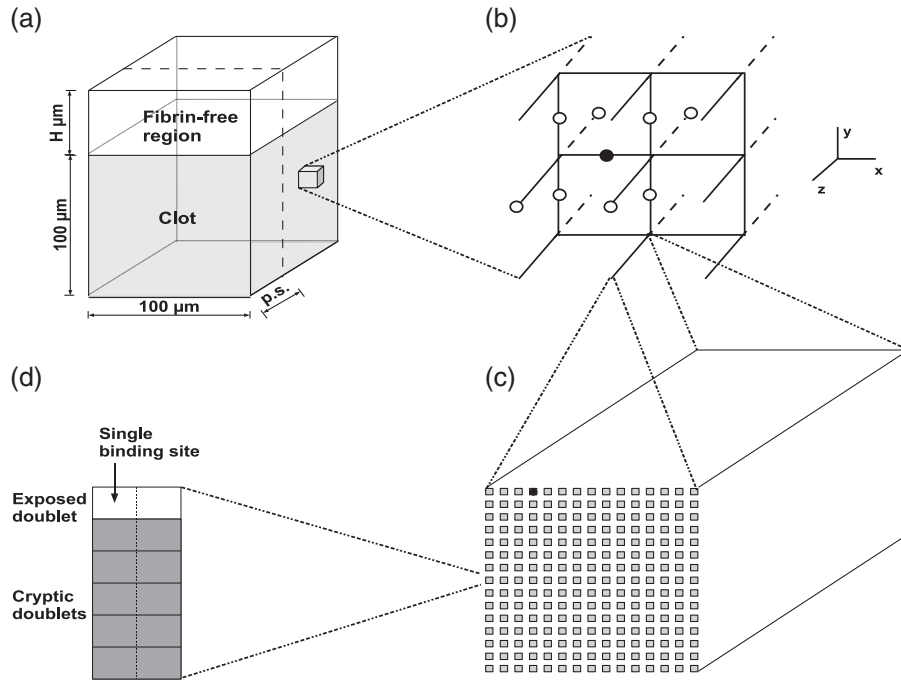 (a)
H µm
Fibrin-free
region
100 µm
Clot
100 µm
p.s.
(b)
y
x
z
(d)
Single
binding site
Exposed
doublet
Cryptic
doublets
(c)